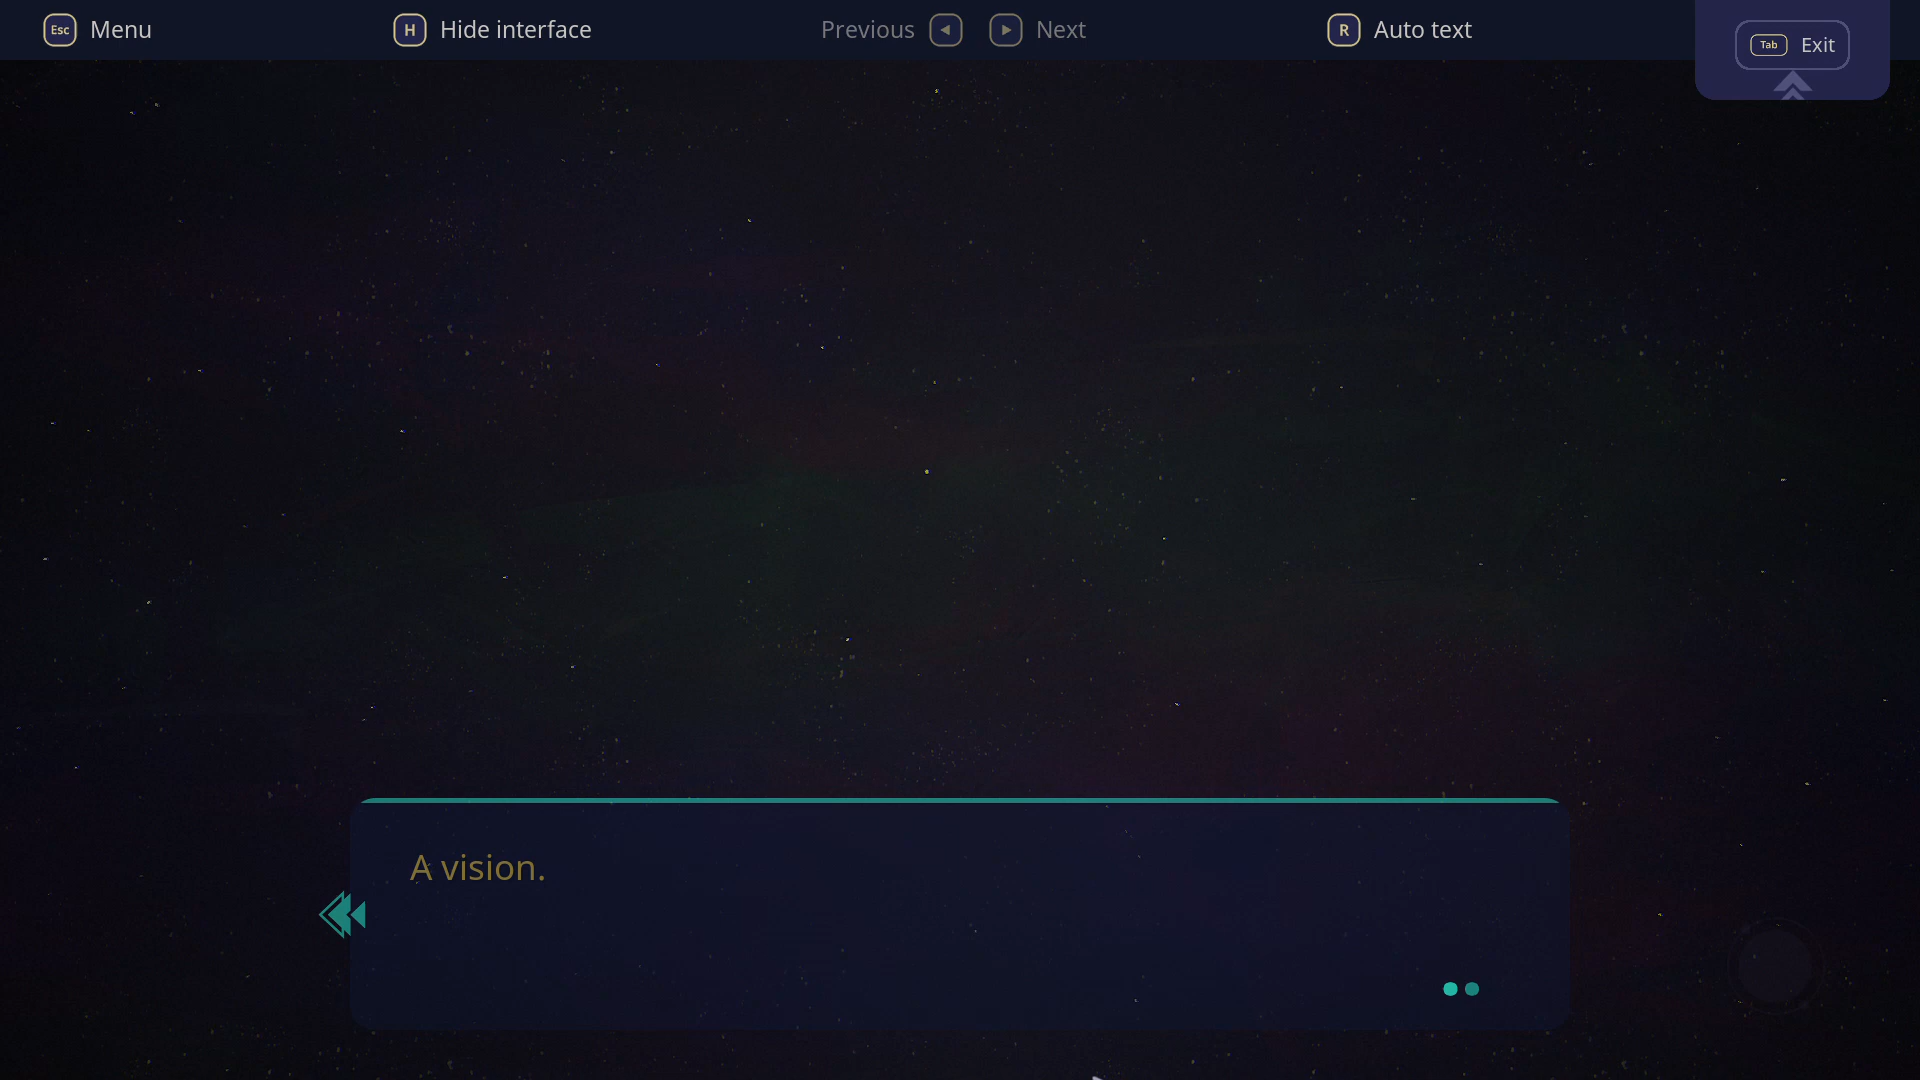 Esc Menu
H Hide interface
Previous Next
R Auto text
Tab Exit
A vision.